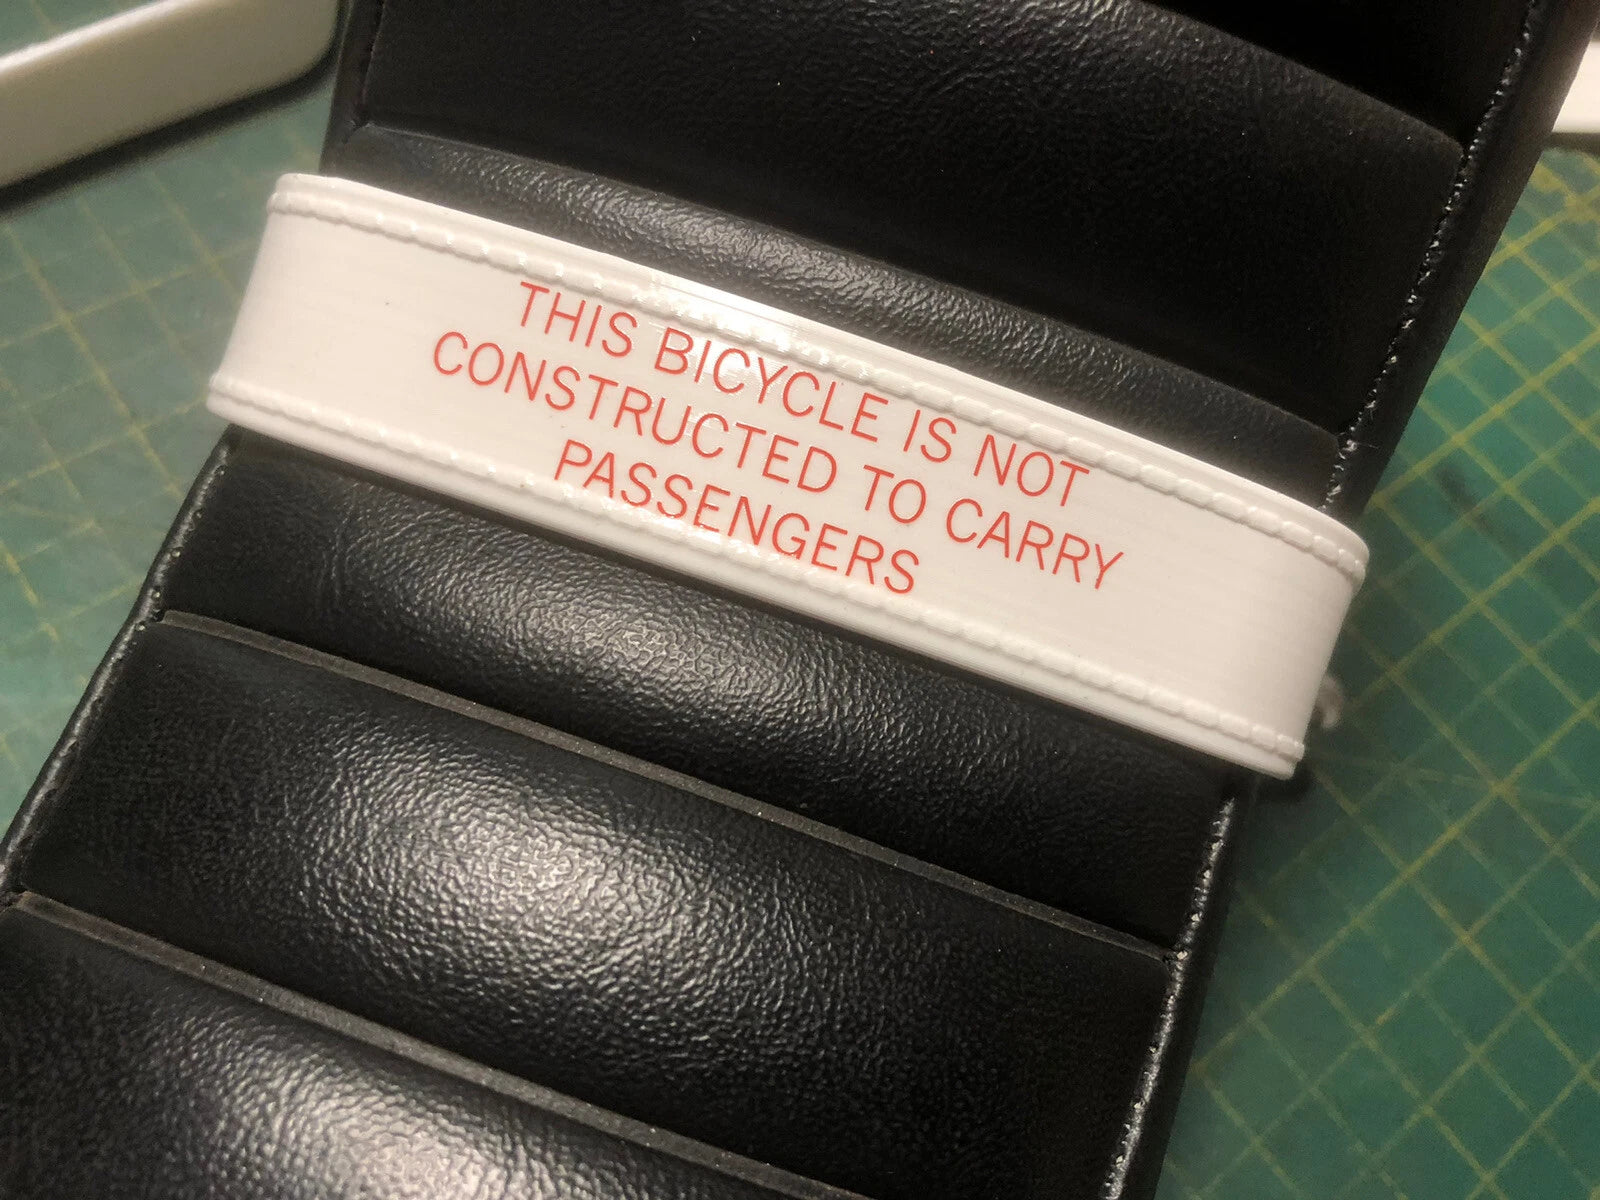 THIS BICYCLE IS NOT
CONSTRUCTED TO CARRY
PASSENGERS